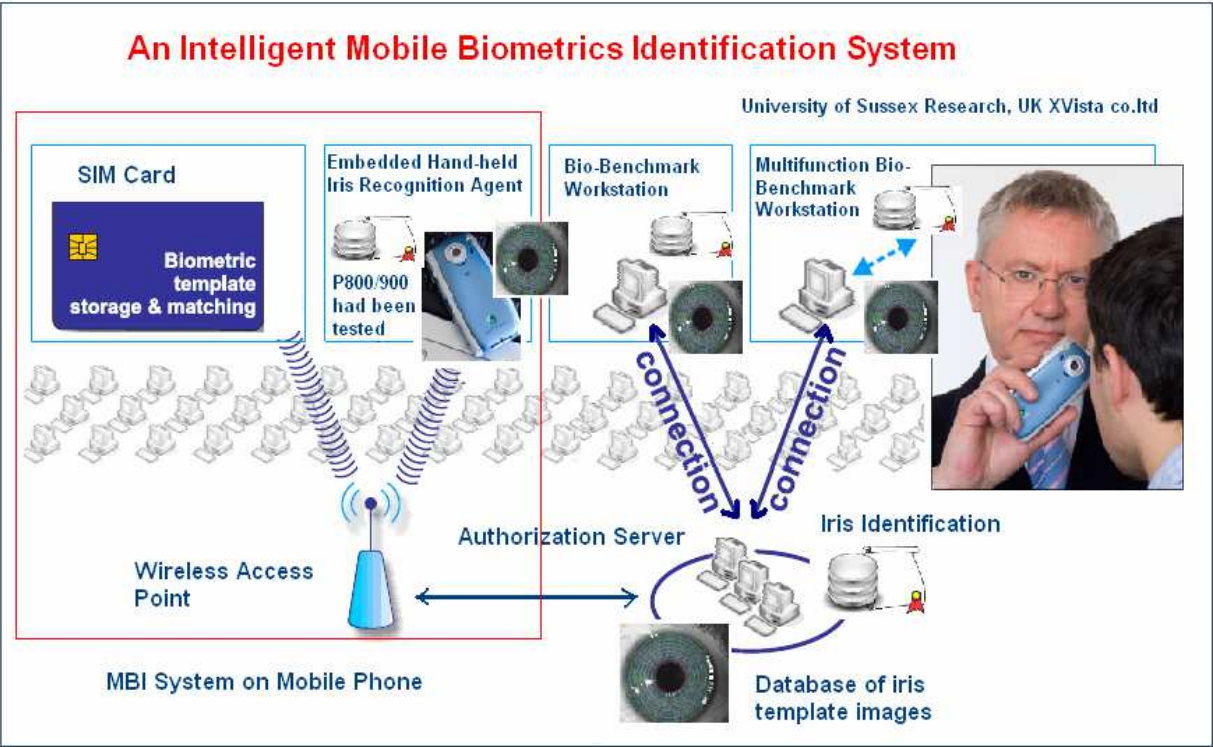 An Intelligent Mobile Biometrics Identification System
University of Sussex Research, UK XVista co.ltd
SIM Card
Biometric
template
storage & matching
Embedded Hand-held
Iris Recognition Agent
P800/900
had been
tested
Bio-Benchmark
Workstation
Multifunction Bio-
Benchmark
Workstation
connection
connection
Authorization Server
Iris Identification
Wireless Access
Point
MBI System on Mobile Phone
Database of iris
template images